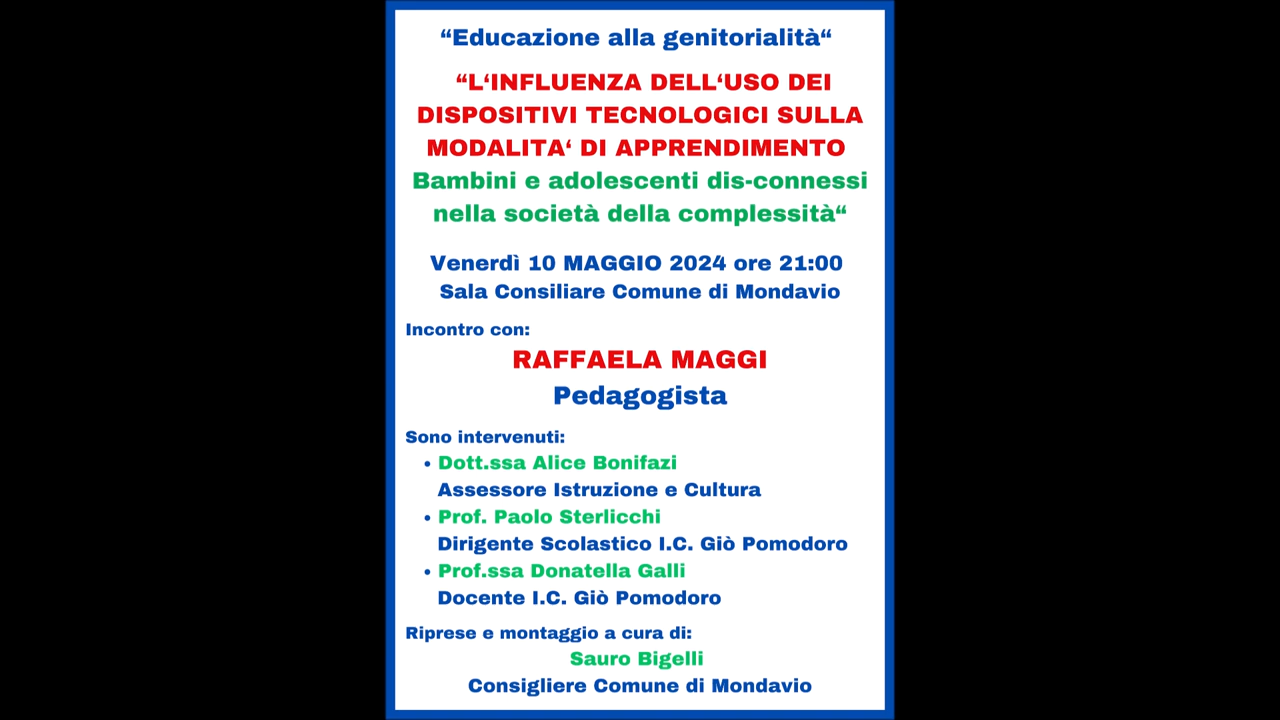 “Educazione alla genitorialità“
“L‘INFLUENZA DELL‘USO DEI
DISPOSITIVI TECNOLOGICI SULLA
MODALITA‘ DI APPRENDIMENTO
Bambini e adolescenti dis-connessi
nella società della complessità“
Venerdì 10 MAGGIO 2024 ore 21:00
Sala Consiliare Comune di Mondavio
Incontro con:
RAFFAELA MAGGI
Pedagogista
Sono intervenuti:
• Dott.ssa Alice Bonifazi
Assessore Istruzione e Cultura
• Prof. Paolo Sterlicchi
Dirigente Scolastico I.C. Giò Pomodoro
• Prof.ssa Donatella Galli
Docente I.C. Giò Pomodoro
Riprese e montaggio a cura di:
Sauro Bigelli
Consigliere Comune di Mondavio